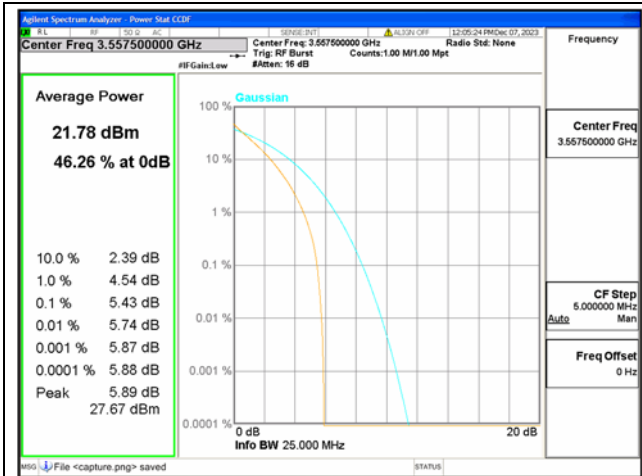 Agilent Spectrum Analyzer - Power Stat CCDF
RL RF 50 Ω AC SENSE:INT ALIGN OFF 12:05:24 PM Dec 07, 2023
Center Freq 3.557500000 GHz
Center Freq: 3.557500000 GHz Radio Std: None
Trig: RF Burst Counts:1.00 M/1.00 Mpt
#IFGain:Low #Atten: 16 dB
Frequency
Average Power
21.78 dBm
46.26 % at 0dB
10.0 % 2.39 dB
1.0 % 4.54 dB
0.1 % 5.43 dB
0.01 % 5.74 dB
0.001 % 5.87 dB
0.0001 % 5.88 dB
Peak 5.89 dB
27.67 dBm
Gaussian
100 %
10 %
1 %
0.1 %
0.01 %
0.001 %
0.0001 %
0 dB 20 dB
Info BW 25.000 MHz
Center Freq
3.557500000 GHz
CF Step
5.000000 MHz
Auto Man
Freq Offset
0 Hz
MSG File <capture.png> saved STATUS